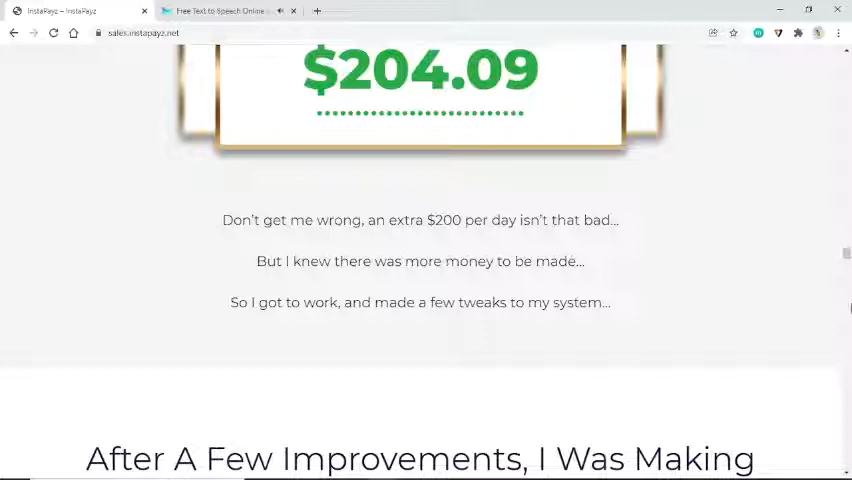 InstaPayz – InstaPayz
Free Text to Speech Online
sales.instapayz.net
$204.09
Don't get me wrong, an extra $200 per day isn't that bad...
But I knew there was more money to be made...
So I got to work, and made a few tweaks to my system...
After A Few Improvements, I Was Making